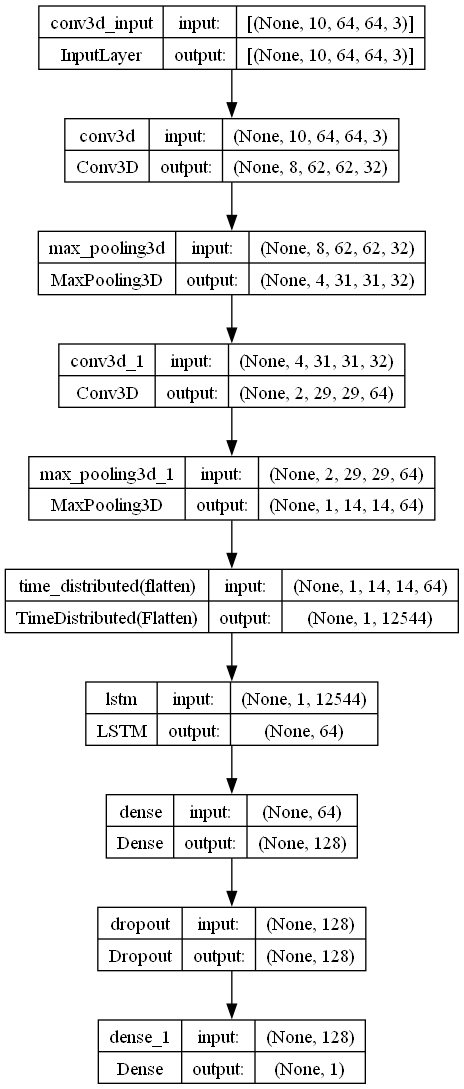 conv3d_input input: [(None, 10, 64, 64, 3)]
InputLayer output: [(None, 10, 64, 64, 3)]
conv3d input: (None, 10, 64, 64, 3)
Conv3D output: (None, 8, 62, 62, 32)
max_pooling3d input: (None, 8, 62, 62, 32)
MaxPooling3D output: (None, 4, 31, 31, 32)
conv3d_1 input: (None, 4, 31, 31, 32)
Conv3D output: (None, 2, 29, 29, 64)
max_pooling3d_1 input: (None, 2, 29, 29, 64)
MaxPooling3D output: (None, 1, 14, 14, 64)
time_distributed(flatten) input: (None, 1, 14, 14, 64)
TimeDistributed(Flatten) output: (None, 1, 12544)
lstm input: (None, 1, 12544)
LSTM output: (None, 64)
dense input: (None, 64)
Dense output: (None, 128)
dropout input: (None, 128)
Dropout output: (None, 128)
dense_1 input: (None, 128)
Dense output: (None, 1)